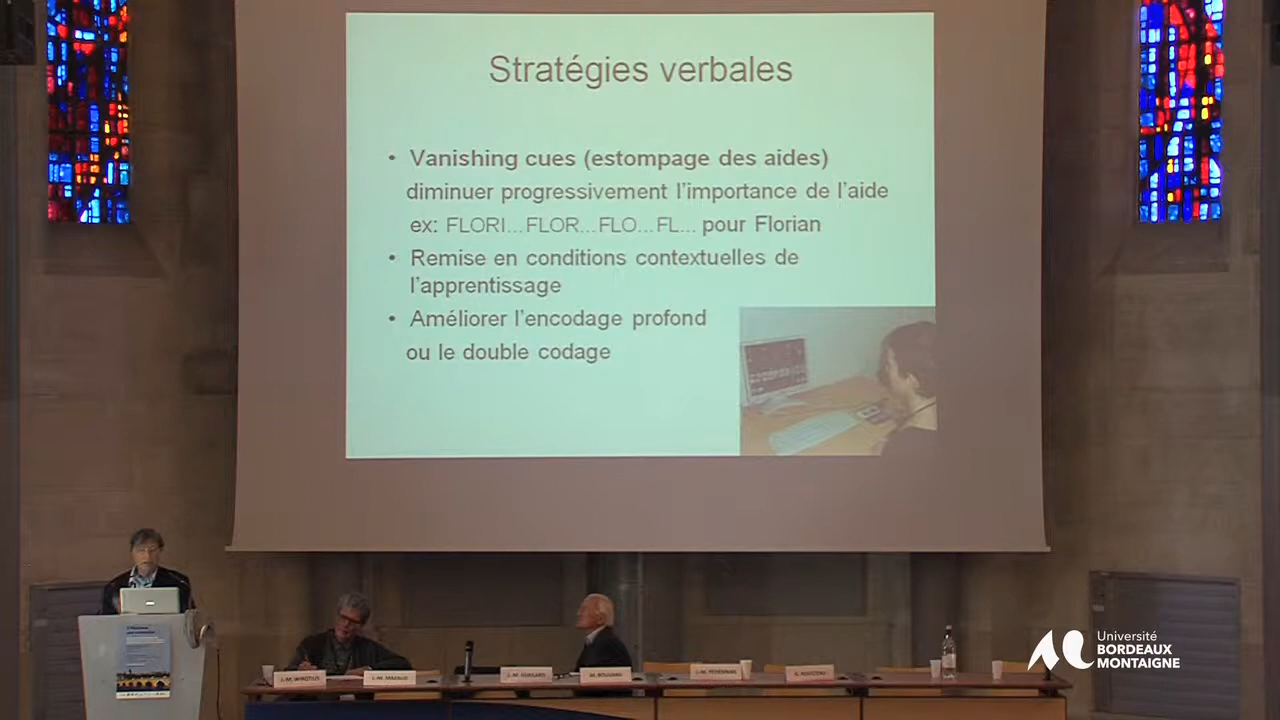 Stratégies verbales
• Vanishing cues (estompage des aides)
diminuer progressivement l'importance de l'aide
ex: FLORI...FLOR...FLO...FL... pour Florian
• Remise en conditions contextuelles de
l'apprentissage
• Améliorer l'encodage profond
ou le double codage
Université
BORDEAUX
MONTAIGNE